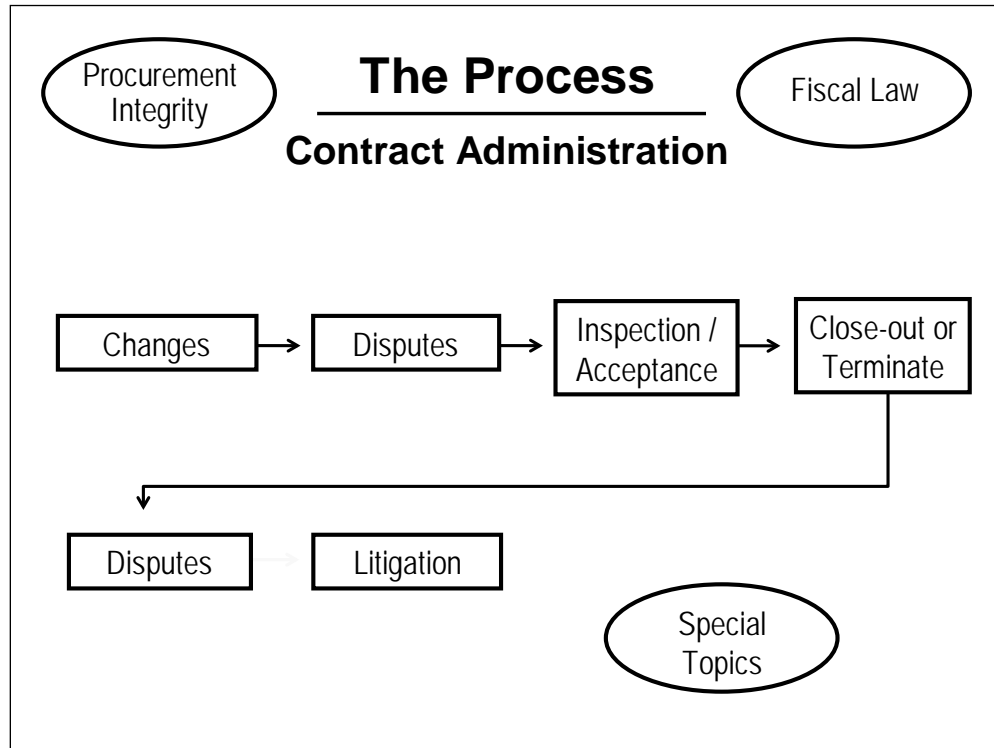 Procurement
Integrity
The Process
Fiscal Law
Contract Administration
Changes
Disputes
Inspection /
Acceptance
Close-out or
Terminate
Disputes
Litigation
Special
Topics